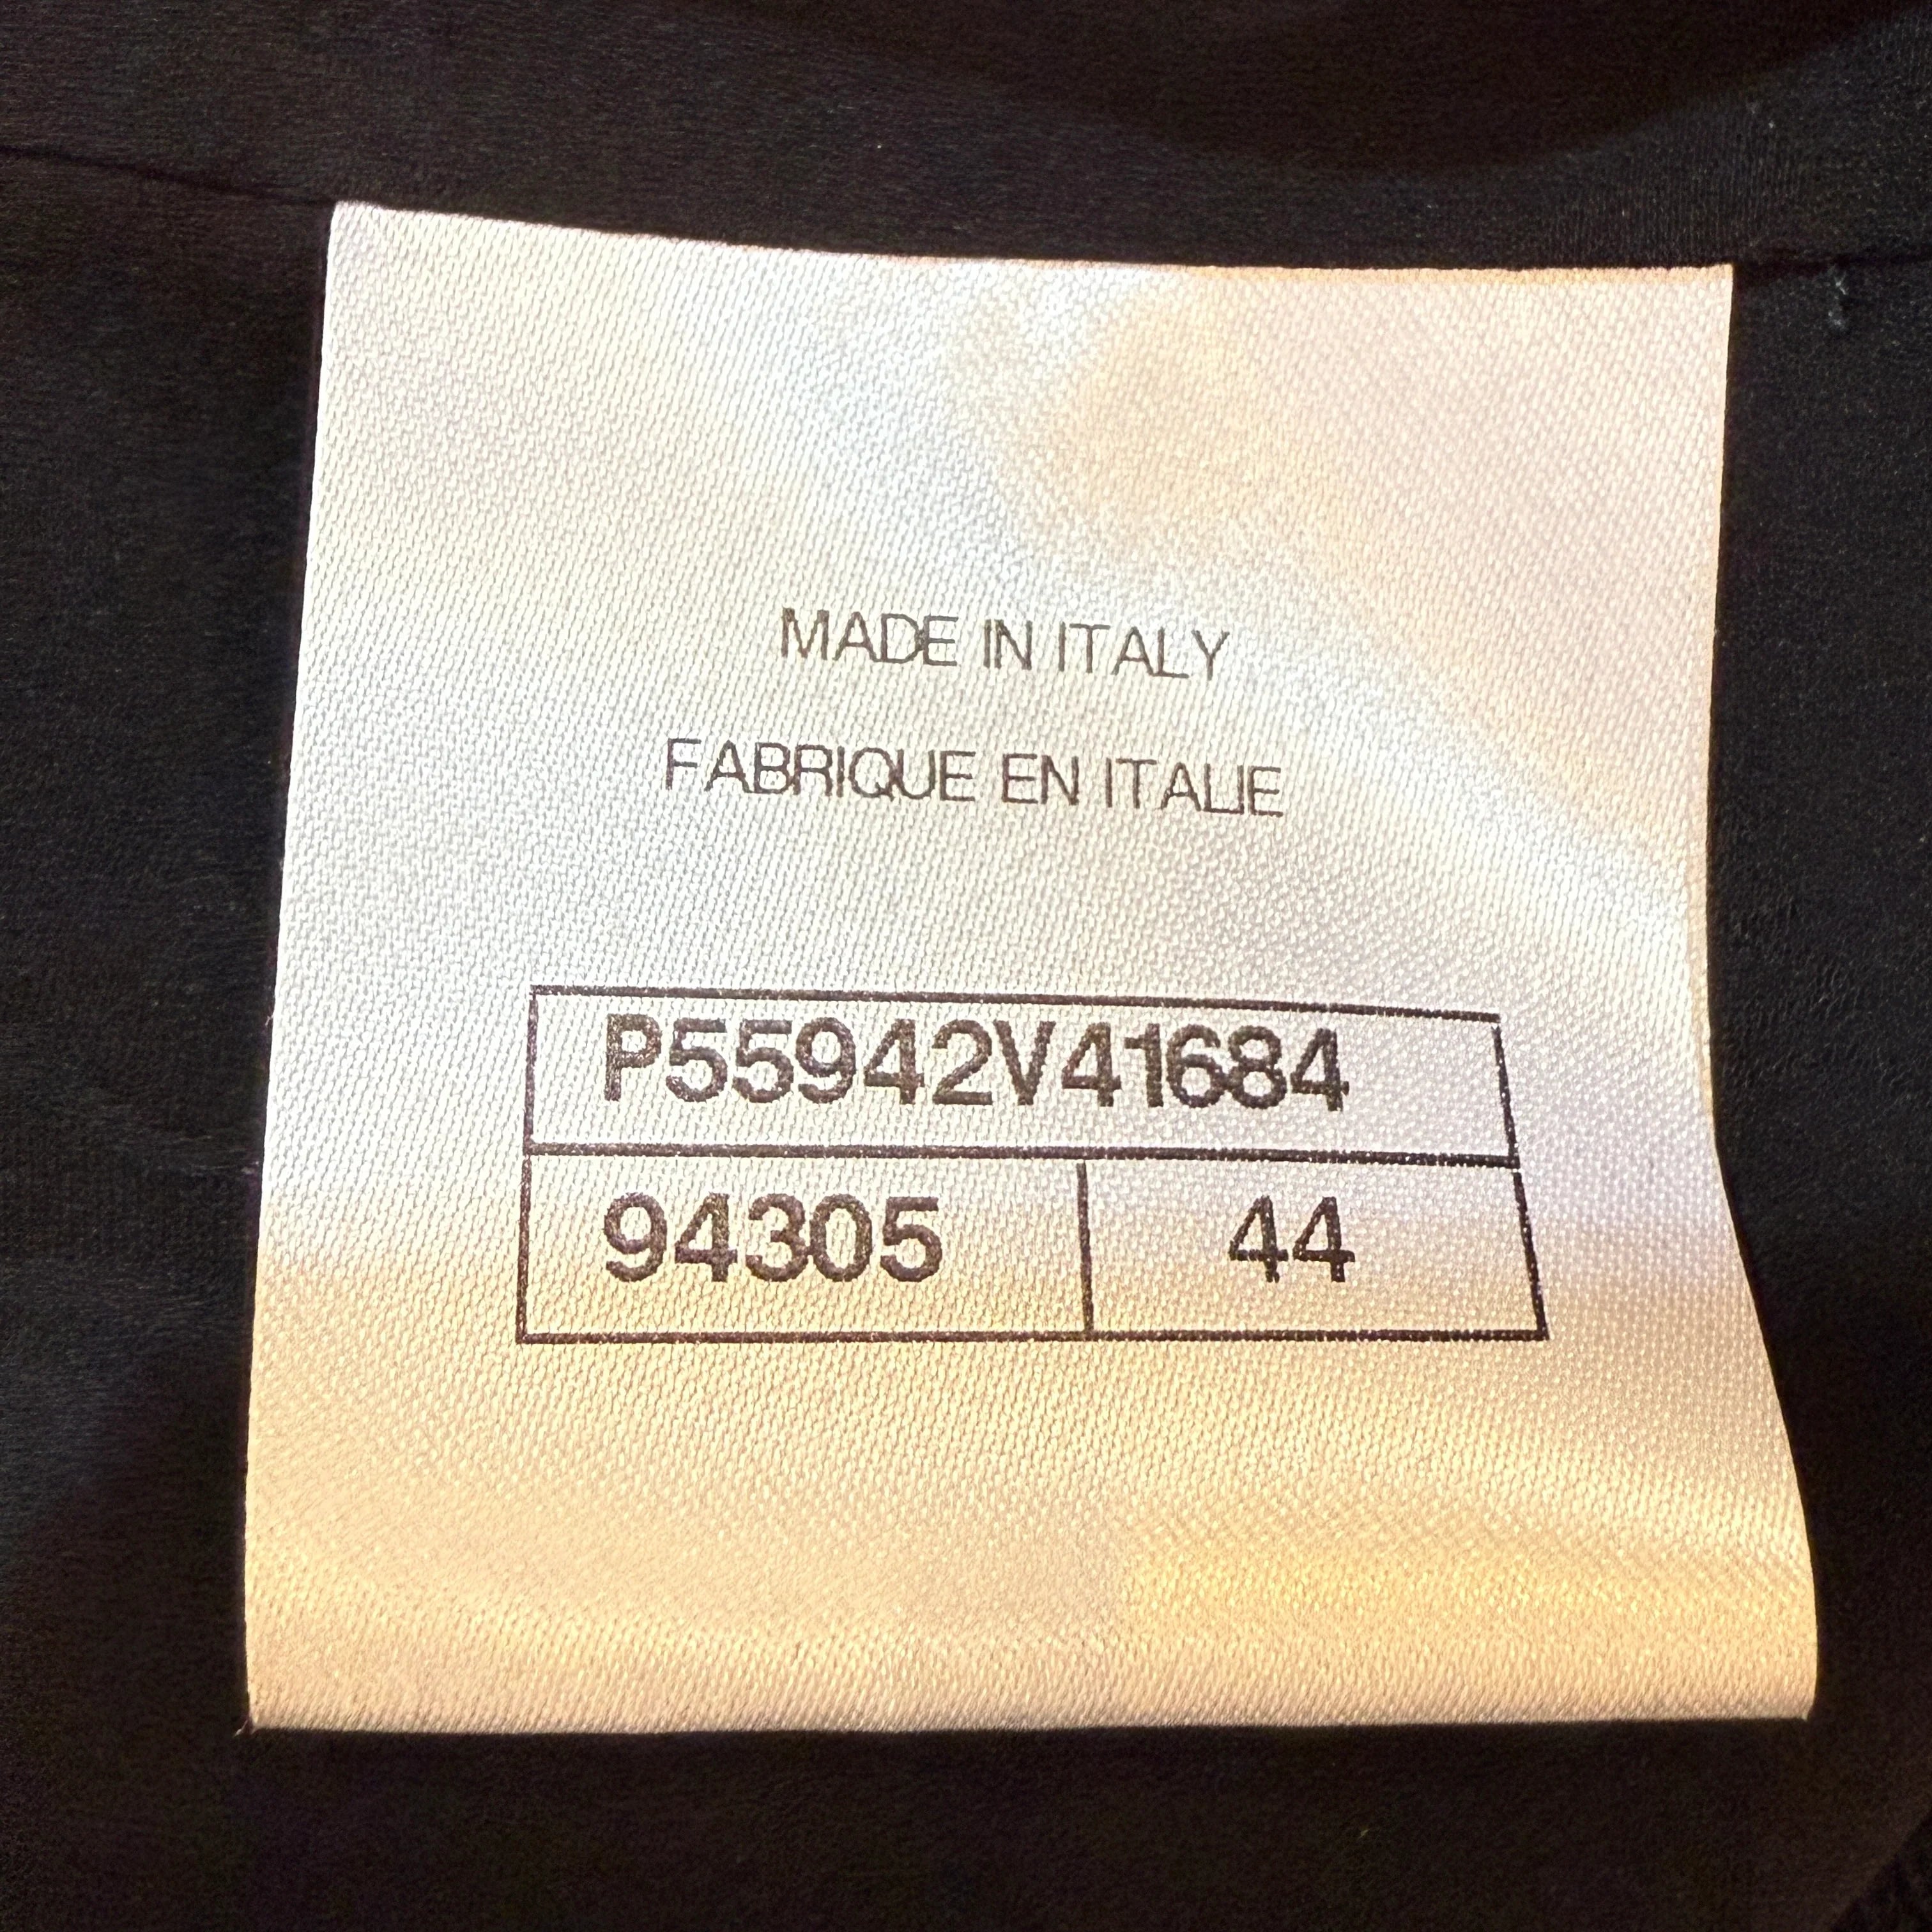 MADE IN ITALY
FABRIQUE EN ITALIE
P55942V41684
94305 44